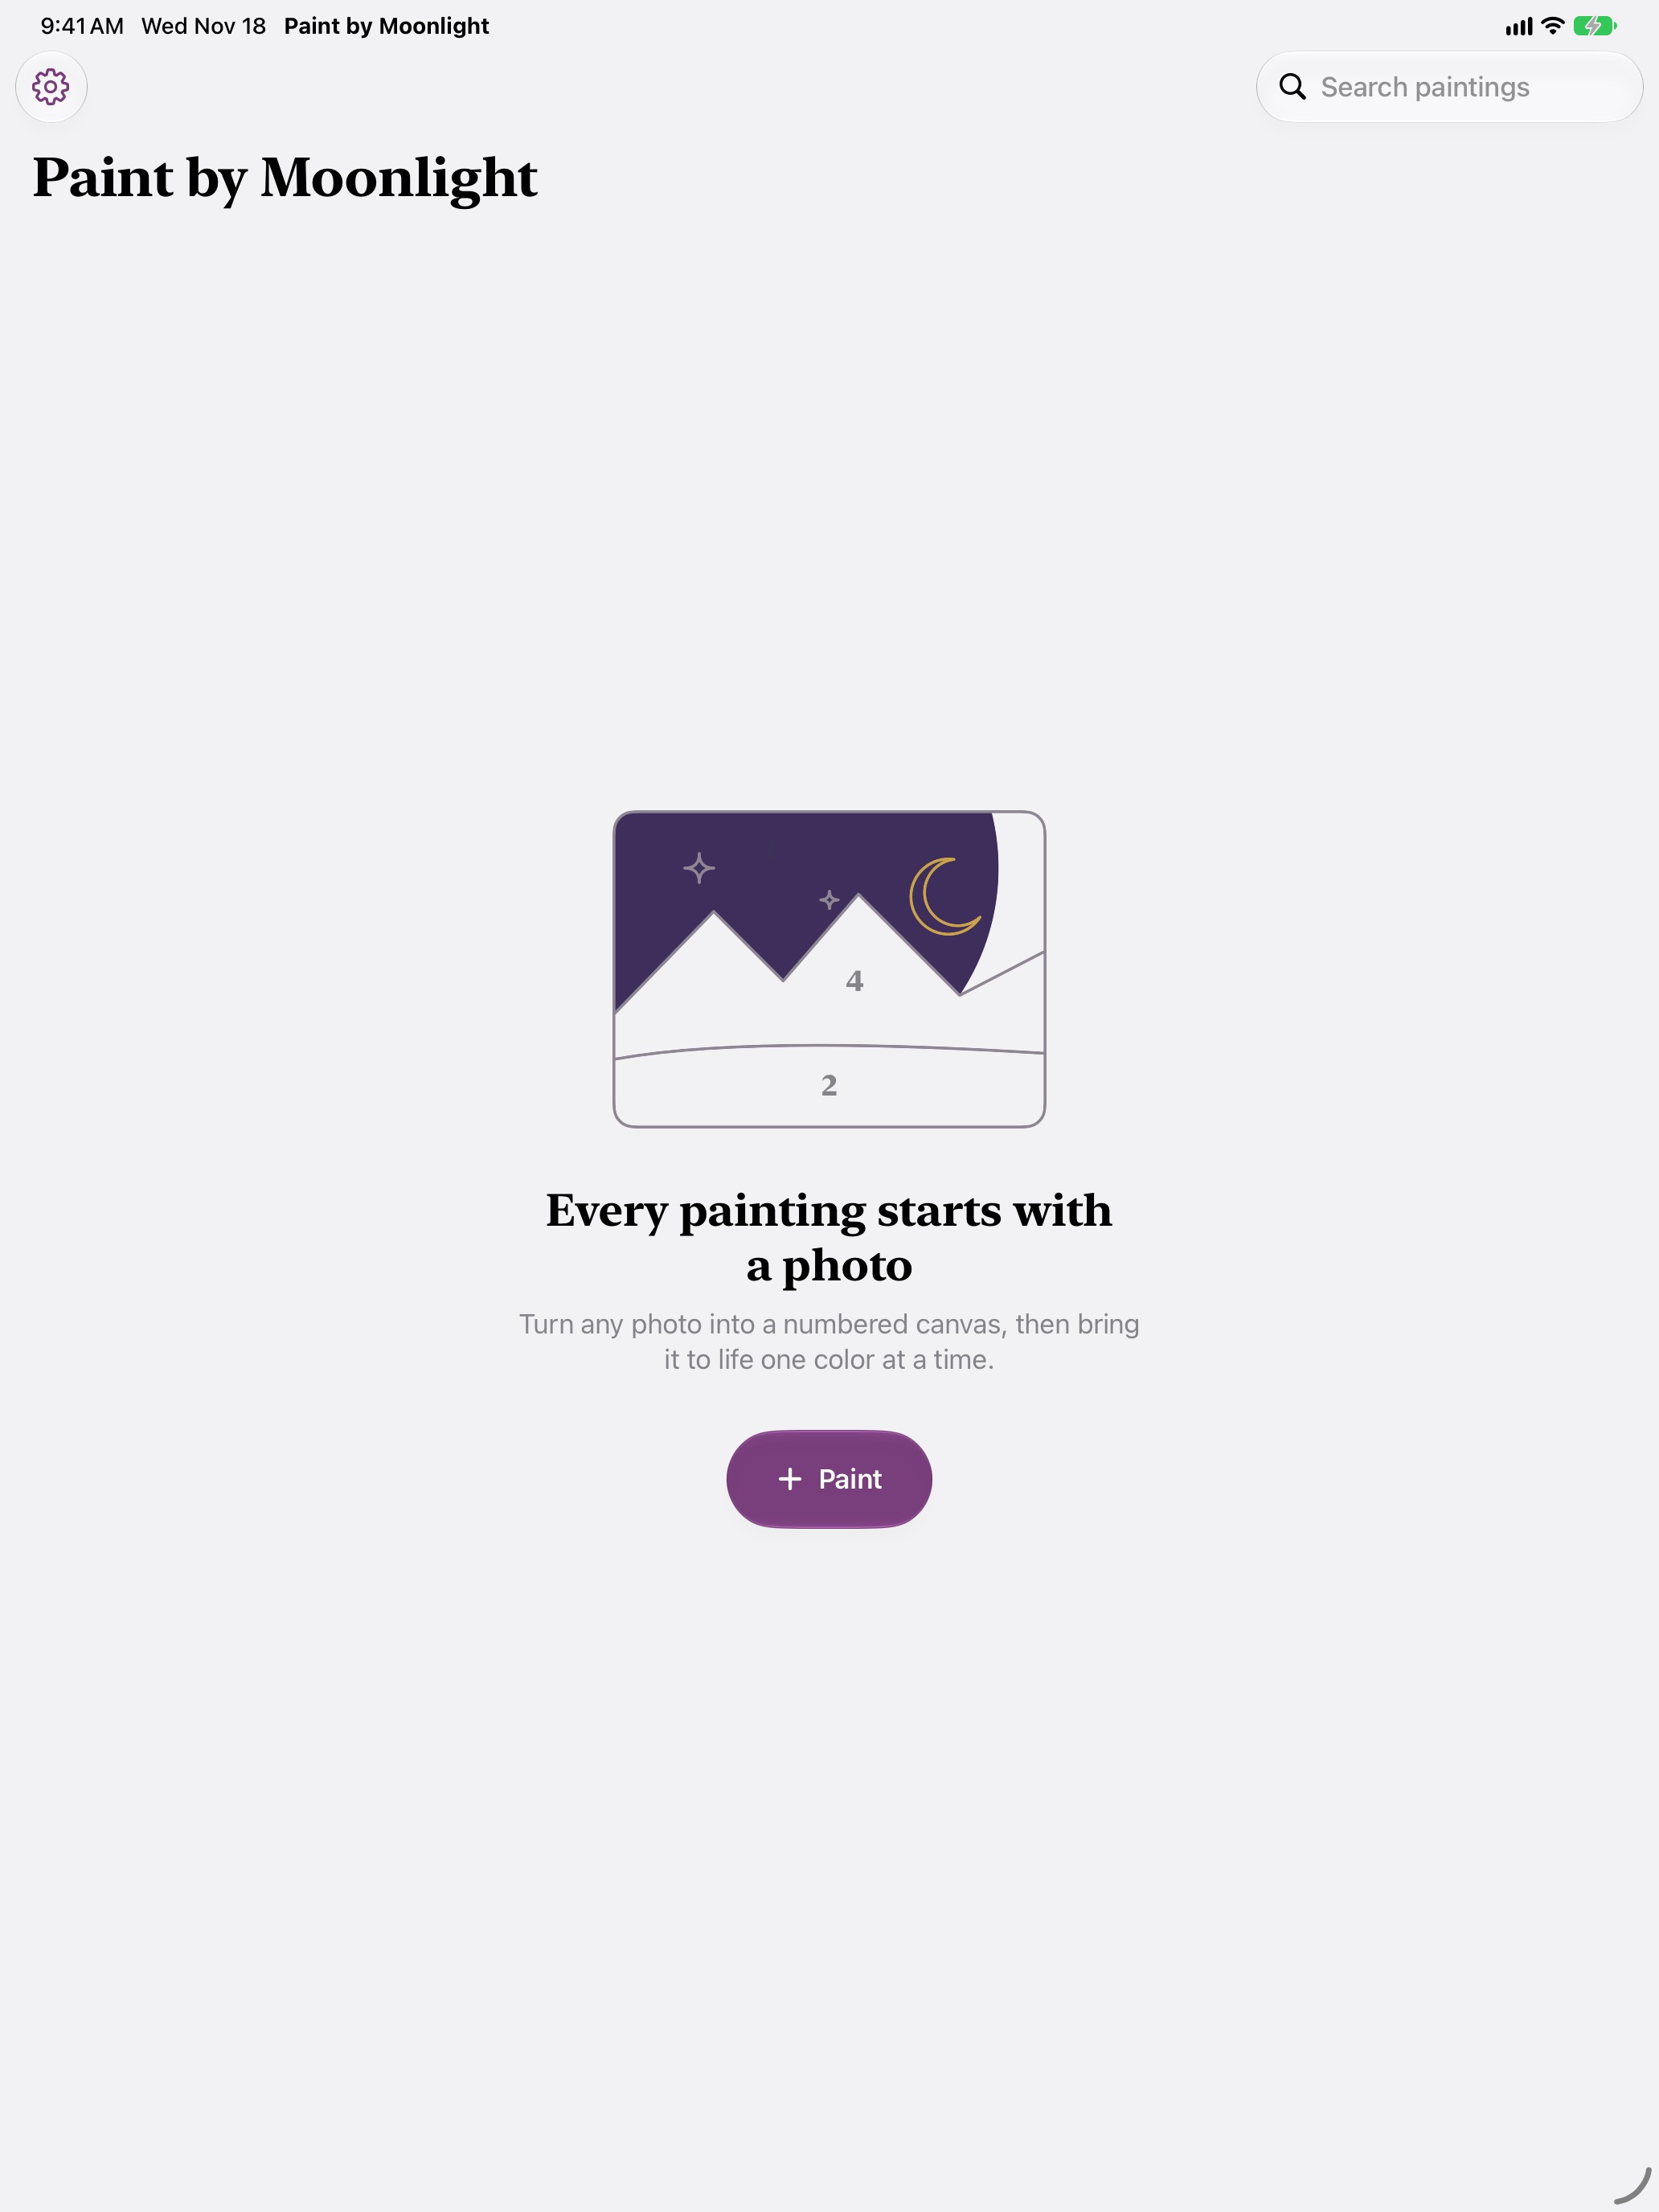 9:41 AM Wed Nov 18 Paint by Moonlight
Search paintings
Paint by Moonlight
4
2
Every painting starts with
a photo
Turn any photo into a numbered canvas, then bring
it to life one color at a time.
+ Paint